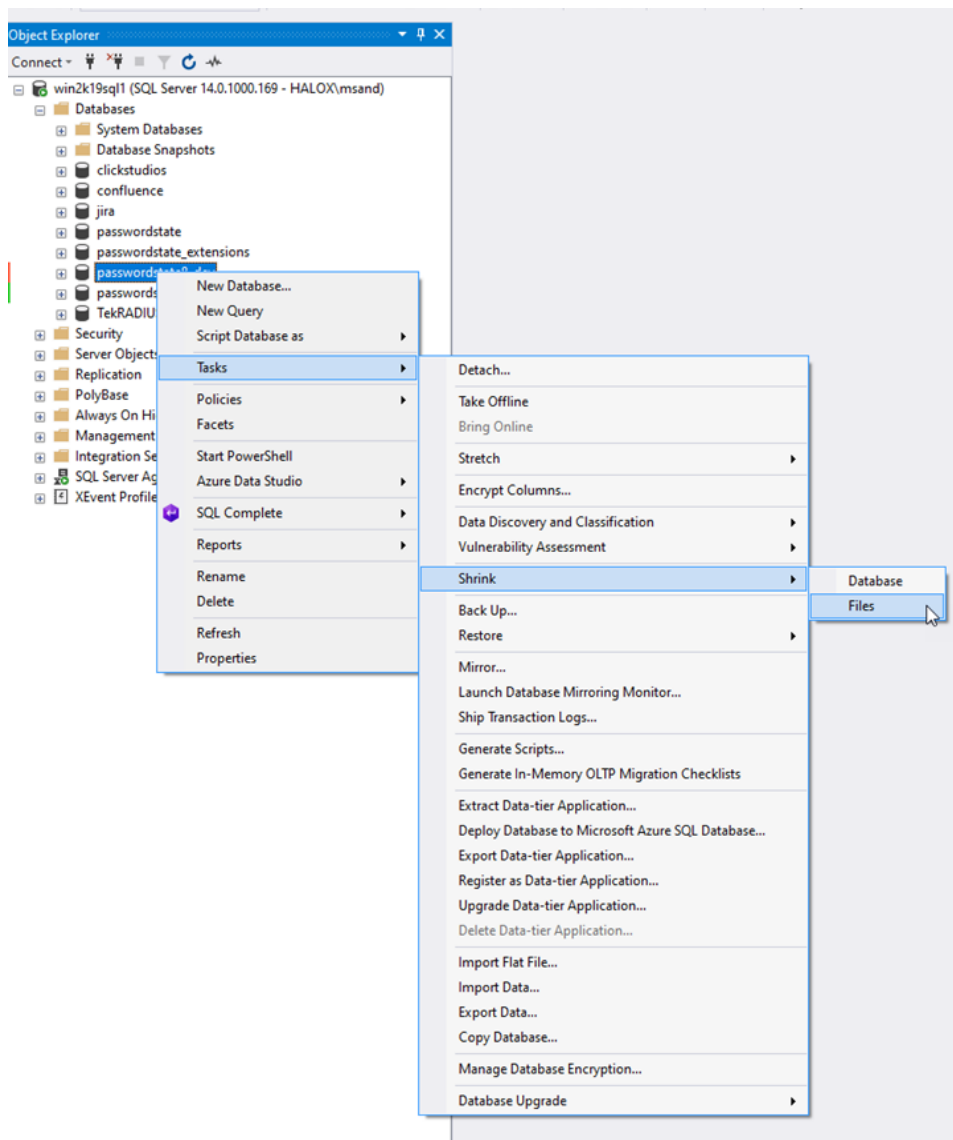 Object Explorer
Connect
win2k19sql1 (SQL Server 14.0.1000.169 - HALOX\msand)
Databases
System Databases
Database Snapshots
clickstudios
confluence
jira
passwordstate
passwordstate_extensions
passwords
TekRADIU
Security
Server Objects
Replication
PolyBase
Always On Hi
Management
Integration Se
SQL Server Ag
XEvent Profile
New Database...
New Query
Script Database as
Tasks
Policies
Facets
Start PowerShell
Azure Data Studio
SQL Complete
Reports
Rename
Delete
Refresh
Properties
Detach...
Take Offline
Bring Online
Stretch
Encrypt Columns...
Data Discovery and Classification
Vulnerability Assessment
Shrink
Back Up...
Restore
Mirror...
Launch Database Mirroring Monitor...
Ship Transaction Logs...
Generate Scripts...
Generate In-Memory OLTP Migration Checklists
Extract Data-tier Application...
Deploy Database to Microsoft Azure SQL Database...
Export Data-tier Application...
Register as Data-tier Application...
Upgrade Data-tier Application...
Delete Data-tier Application...
Import Flat File...
Import Data...
Export Data...
Copy Database...
Manage Database Encryption...
Database Upgrade
Database
Files